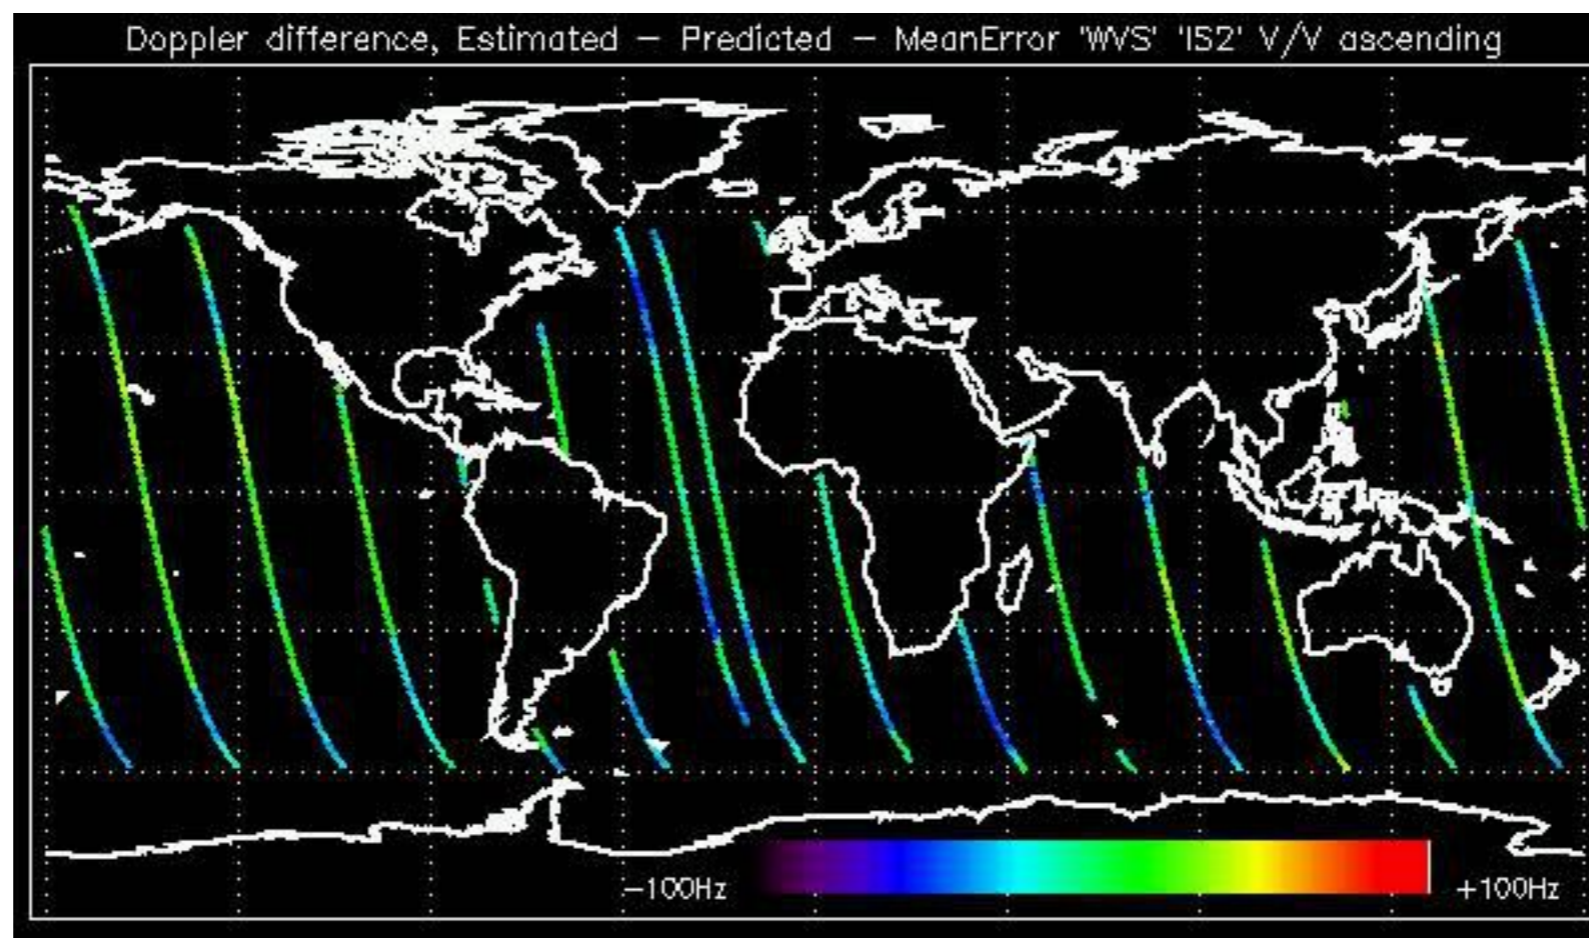 Doppler difference, Estimated – Predicted – MeanError 'WVS' 'IS2' V/V ascending
–100Hz +100Hz